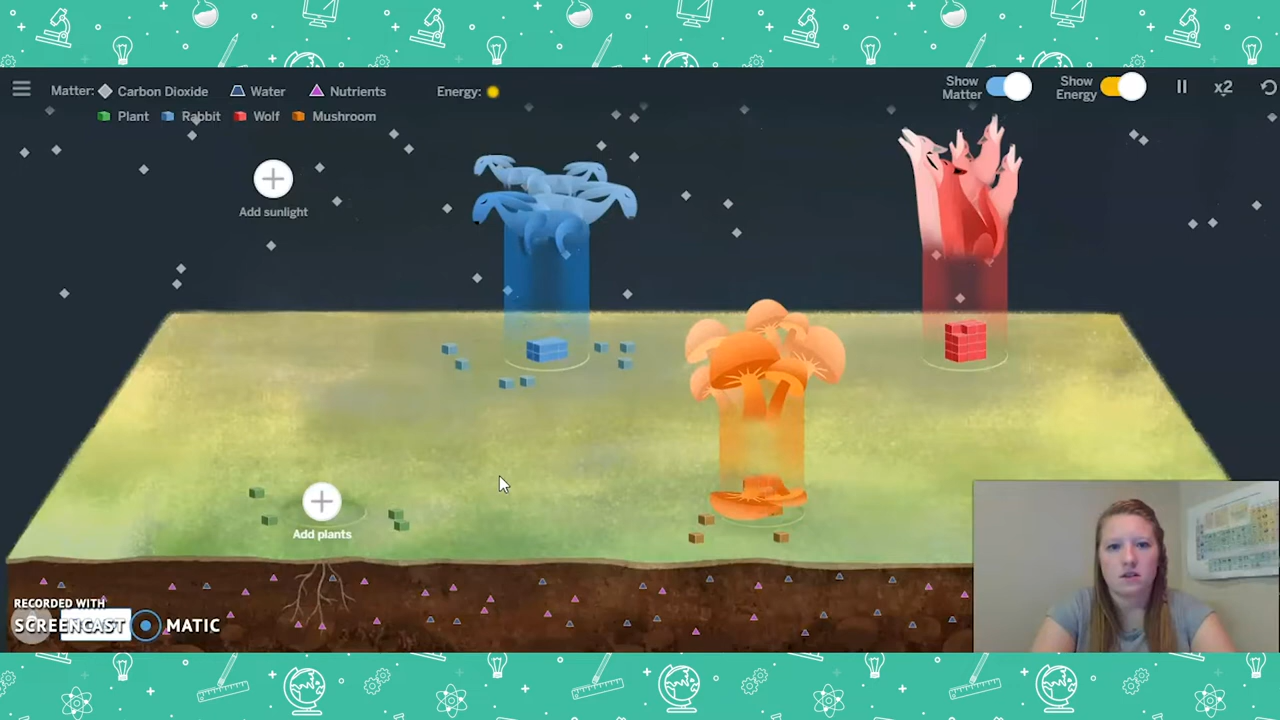 Matter: Carbon Dioxide Water Nutrients Energy:
Plant Rabbit Wolf Mushroom
Show Matter
Show Energy
x2
Add sunlight
Add plants
RECORDED WITH
SCREENCAST MATIC